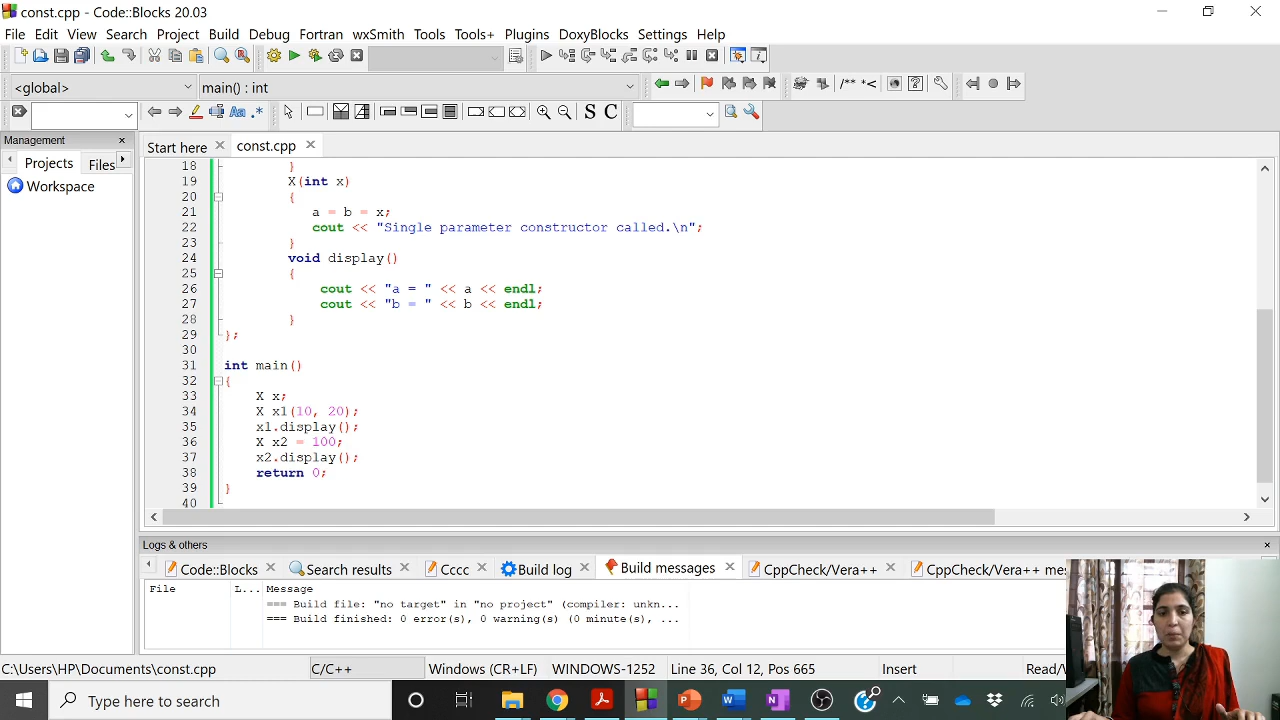 const.cpp - Code::Blocks 20.03
File Edit View Search Project Build Debug Fortran wxSmith Tools Tools+ Plugins DoxyBlocks Settings Help
<global> main() : int
/** *<
Aa .* S C
Management
Start here const.cpp
Projects Files
Workspace
18 }
19 X(int x)
20 {
21 a = b = x;
22 cout << "Single parameter constructor called.\n";
23 }
24 void display()
25 {
26 cout << "a = " << a << endl;
27 cout << "b = " << b << endl;
28 }
29 };
30
31 int main()
32 {
33 X x;
34 X x1(10, 20);
35 x1.display();
36 X x2 = 100;
37 x2.display();
38 return 0;
39 }
40
Logs & others
Code::Blocks Search results Build log Build messages CppCheck/Vera++ CppCheck/Vera++
File L... Message
=== Build file: "no target" in "no project" (compiler: unkn...
=== Build finished: 0 error(s), 0 warning(s) (0 minute(s), ...
C:\Users\HP\Documents\const.cpp C/C++ Windows (CR+LF) WINDOWS-1252 Line 36, Col 12, Pos 665 Insert
Type here to search